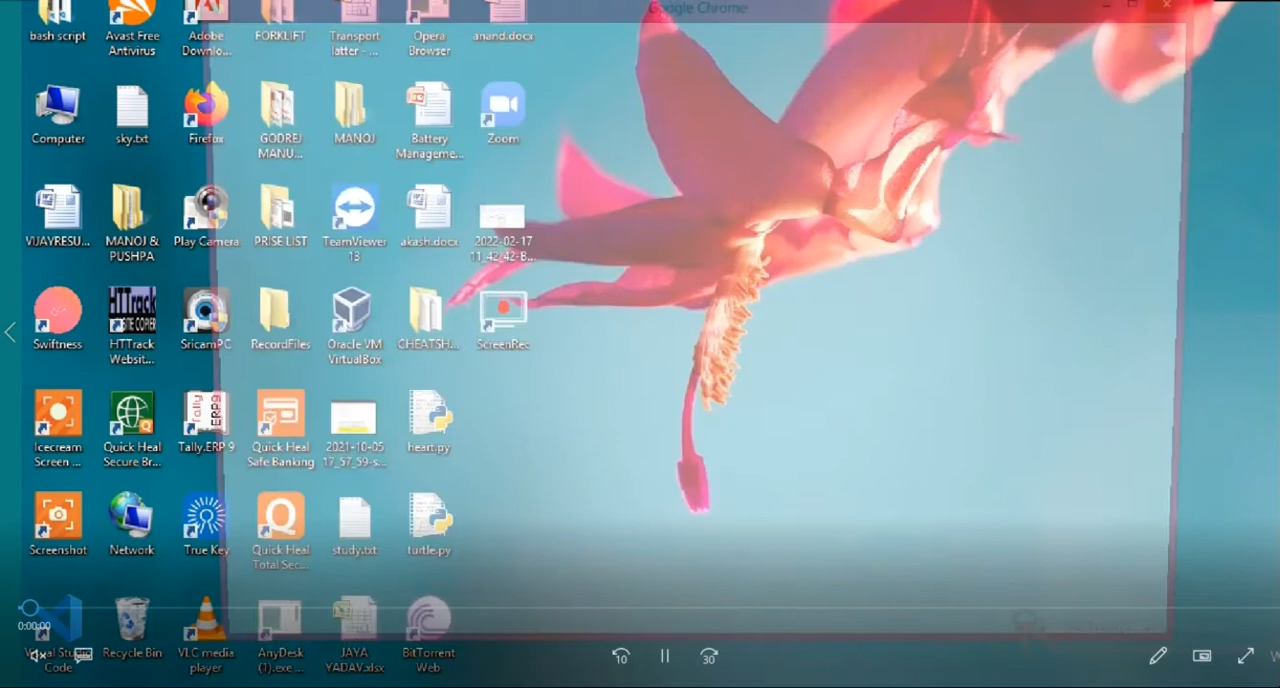 Google Chrome
bash script
Avast Free
Antivirus
Adobe
Downlo...
FORKLIFT
Transport
latter - ...
Opera
Browser
anand.docx
Computer
sky.txt
Firefox
GODREJ
MANU...
MANOJ
Battery
Manageme...
Zoom
VIJAYRESU...
MANOJ &
PUSHPA
Play Camera
PRISE LIST
TeamViewer
13
akash.docx
2022-02-17
11_42_42-B...
Swiftness
HTTrack
SITE COPIER
HTTrack
Websit...
SricamPC
RecordFiles
Oracle VM
VirtualBox
CHEATSH...
ScreenRec
Icecream
Screen ...
Quick Heal
Secure Br...
Tally
ERP9
Tally.ERP 9
Quick Heal
Safe Banking
2021-10-05
17_57_59-s...
heart.py
Screenshot
Network
True Key
Quick Heal
Total Sec...
study.txt
turtle.py
0:00:00
Code
Recycle Bin
VLC media
player
AnyDesk
(1).exe ...
JAYA
YADAV.xlsx
BitTorrent
Web
10
30